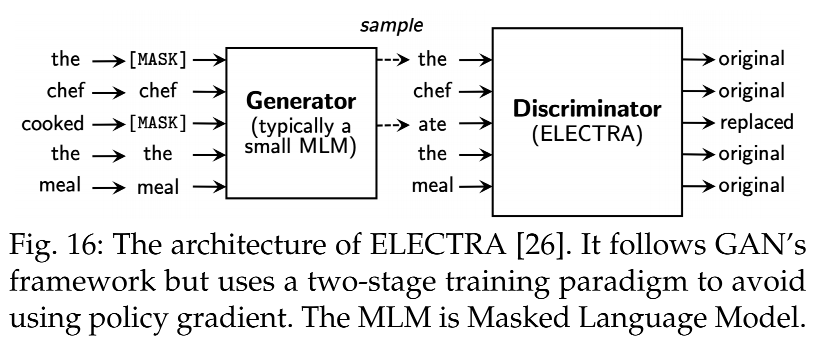 sample
the [MASK] the original
chef chef chef original
cooked [MASK] ate replaced
the the the original
meal meal meal original
Generator
(typically a
small MLM)
Discriminator
(ELECTRA)
Fig. 16: The architecture of ELECTRA [26]. It follows GAN's
framework but uses a two-stage training paradigm to avoid
using policy gradient. The MLM is Masked Language Model.